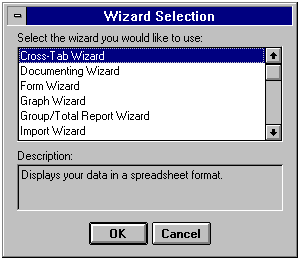 Wizard Selection
Select the wizard you would like to use:
Cross-Tab Wizard
Documenting Wizard
Form Wizard
Graph Wizard
Group/Total Report Wizard
Import Wizard
Description:
Displays your data in a spreadsheet format.
OK Cancel